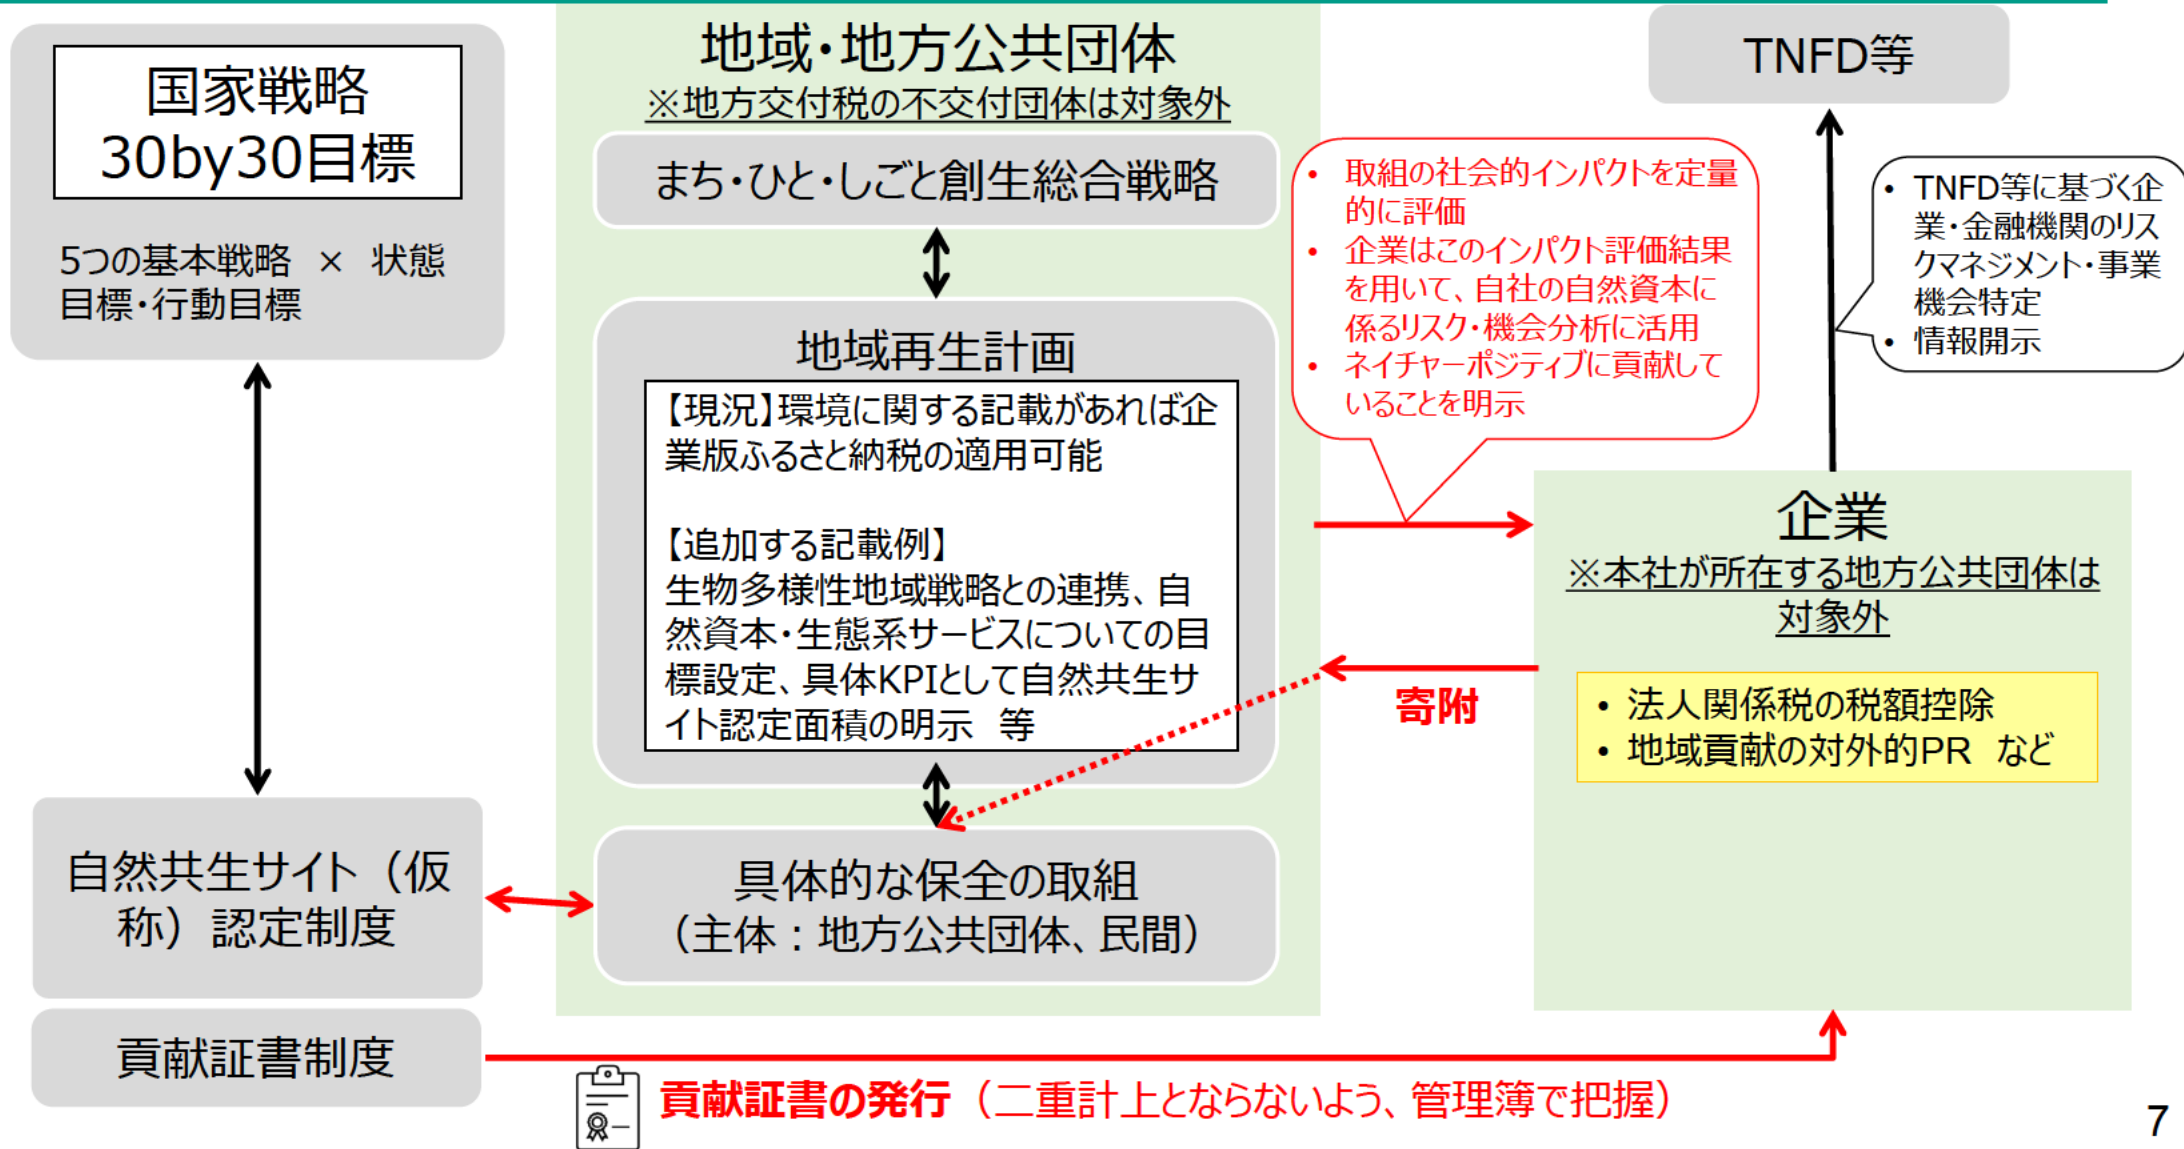 国家戦略
30by30目標
5つの基本戦略 × 状態
目標・行動目標
自然共生サイト（仮
称）認定制度
貢献証書制度
地域・地方公共団体
※地方交付税の不交付団体は対象外
まち・ひと・しごと創生総合戦略
地域再生計画
【現況】環境に関する記載があれば企
業版ふるさと納税の適用可能
【追加する記載例】
生物多様性地域戦略との連携、自
然資本・生態系サービスについての目
標設定、具体KPIとして自然共生サ
イト認定面積の明示 等
具体的な保全の取組
（主体：地方公共団体、民間）
• 取組の社会的インパクトを定量
的に評価
• 企業はこのインパクト評価結果
を用いて、自社の自然資本に
係るリスク・機会分析に活用
• ネイチャーポジティブに貢献して
いることを明示
寄附
TNFD等
• TNFD等に基づく企
業・金融機関のリス
クマネジメント・事業
機会特定
• 情報開示
企業
※本社が所在する地方公共団体は
対象外
• 法人関係税の税額控除
• 地域貢献の対外的PR など
貢献証書の発行（二重計上とならないよう、管理簿で把握）
7